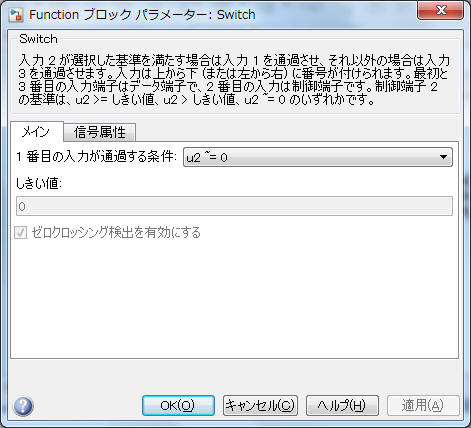 Function ブロック パラメーター: Switch
Switch
入力 2 が選択した基準を満たす場合は入力 1 を通過させ、それ以外の場合は入力
3 を通過させます。入力は上から下 (または左から右) に番号が付けられます。最初と
3 番目の入力端子はデータ端子で、2 番目の入力は制御端子です。制御端子 2
の基準は、u2 >= しきい値、u2 > しきい値、u2 ~= 0 のいずれかです。
メイン 信号属性
1 番目の入力が通過する条件: u2 ~= 0
しきい値:
0
ゼロクロッシング検出を有効にする
OK(O) キャンセル(C) ヘルプ(H) 適用(A)